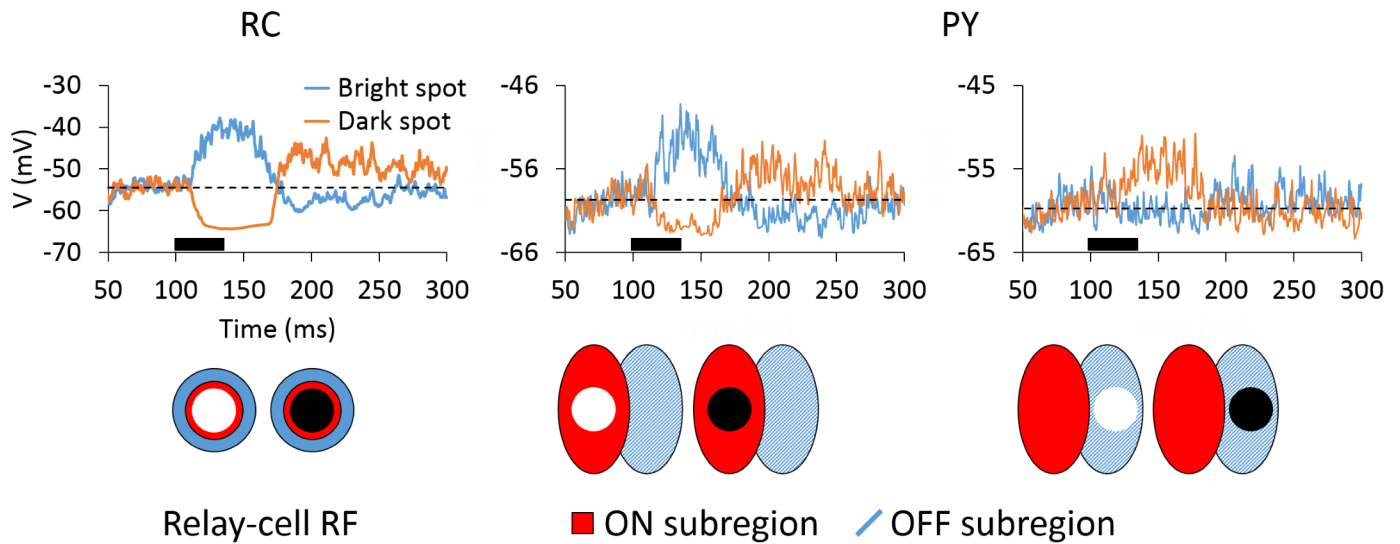 RC
PY
V (mV)
-30
-40
-50
-60
-70
Bright spot
Dark spot
50 100 150 200 250 300
Time (ms)
-46
-56
-66
50 100 150 200 250 300
-45
-55
-65
50 100 150 200 250 300
Relay-cell RF
ON subregion
OFF subregion